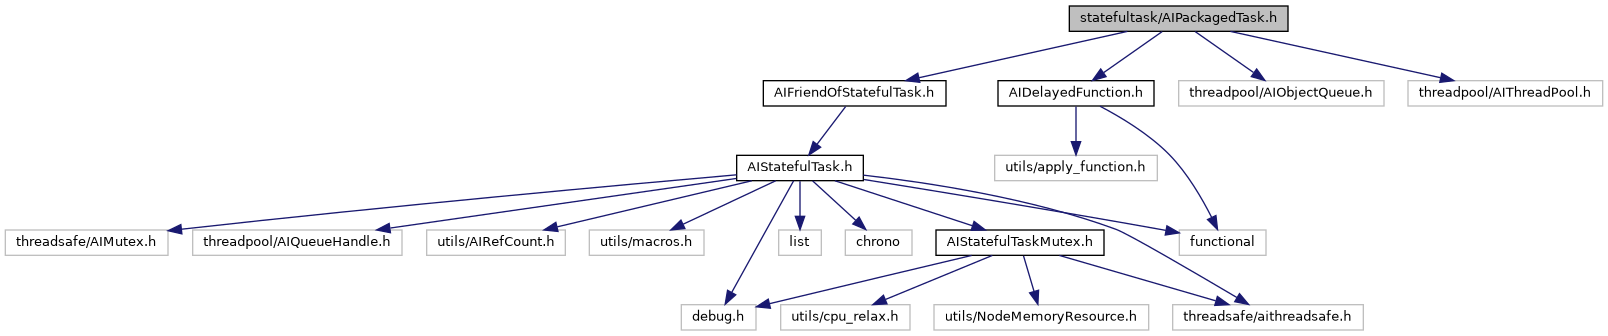 statefultask/AIPackagedTask.h
AIFriendOfStatefulTask.h
AIDelayedFunction.h
threadpool/AIObjectQueue.h
threadpool/AIThreadPool.h
AIStatefulTask.h
utils/apply_function.h
threadsafe/AIMutex.h
threadpool/AIQueueHandle.h
utils/AIRefCount.h
utils/macros.h
list
chrono
AIStatefulTaskMutex.h
functional
debug.h
utils/cpu_relax.h
utils/NodeMemoryResource.h
threadsafe/aithreadsafe.h